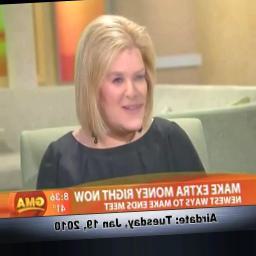 MAKE EXTRA MONEY RIGHT NOW
NEWEST WAYS TO MAKE ENDS MEET
8:36
41°
GMA
Airdate: Tuesday, Jan 19, 2010